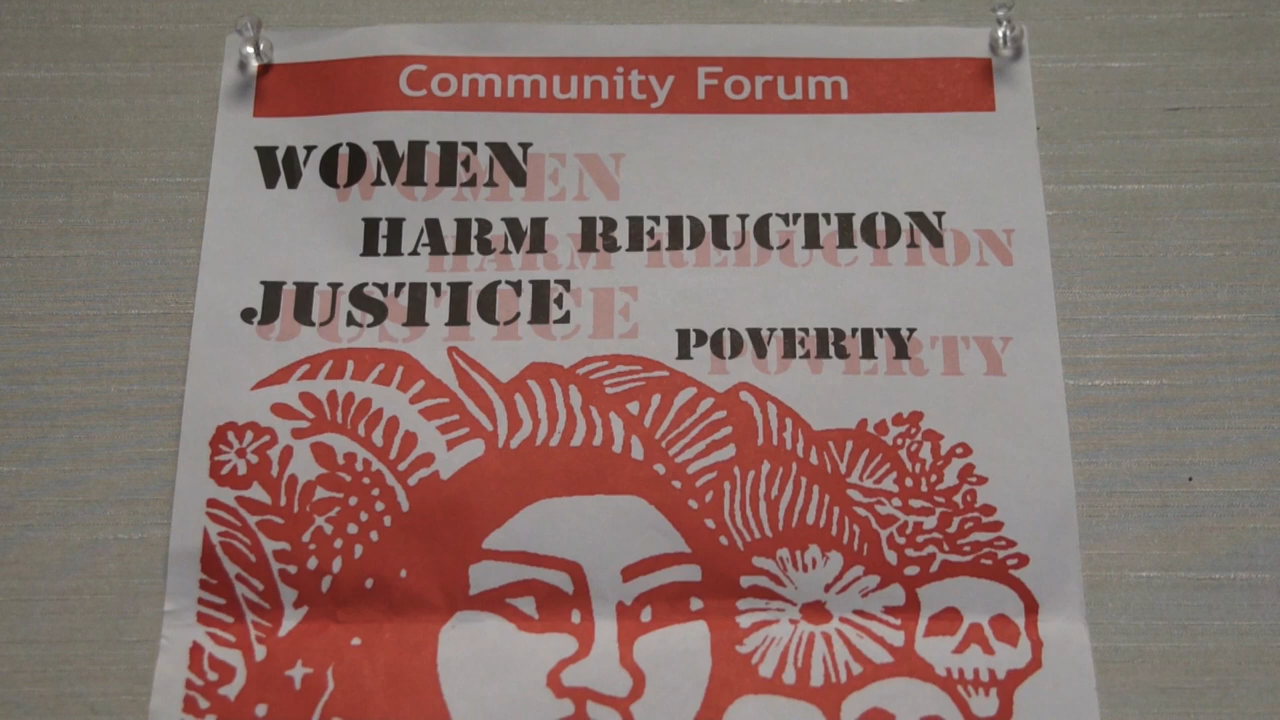 Community Forum
WOMEN
HARM REDUCTION
JUSTICE
POVERTY